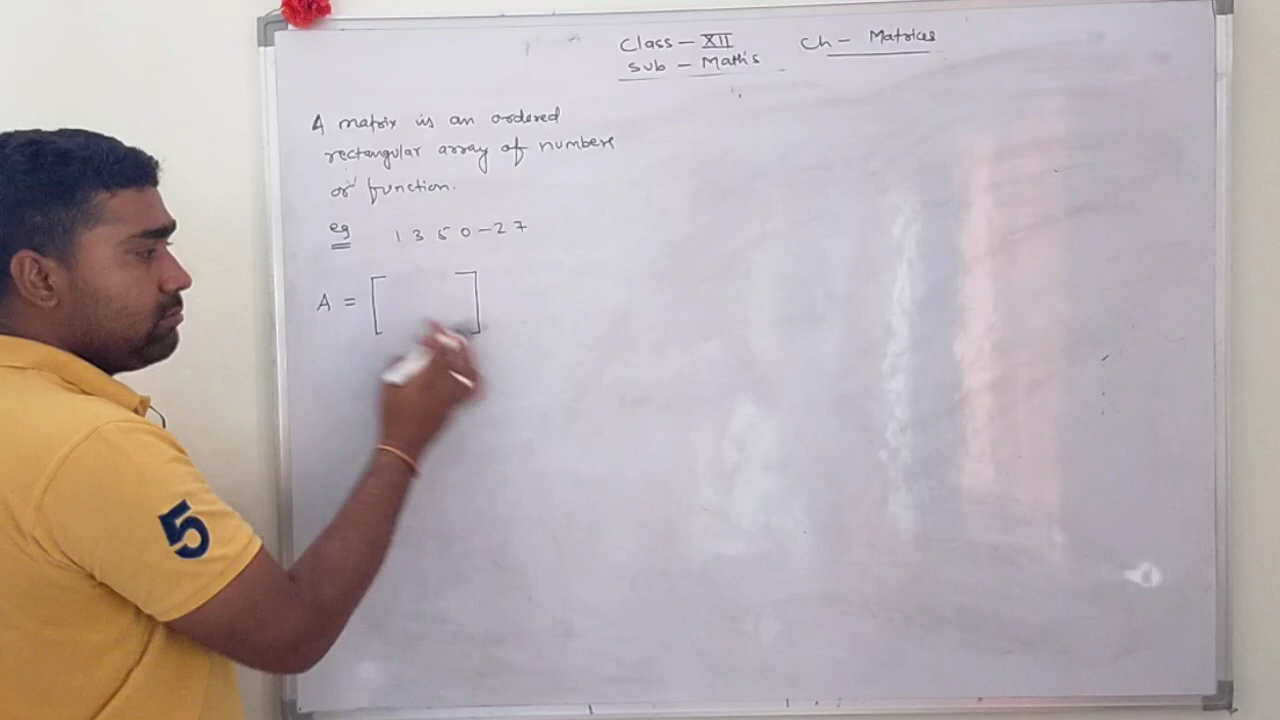 Class - XII Ch - Matrices
Sub - Maths
A matrix is an ordered
rectangular array of numbers
or function.
eg 1 3 5 0 -2 7
A = [ ]
5